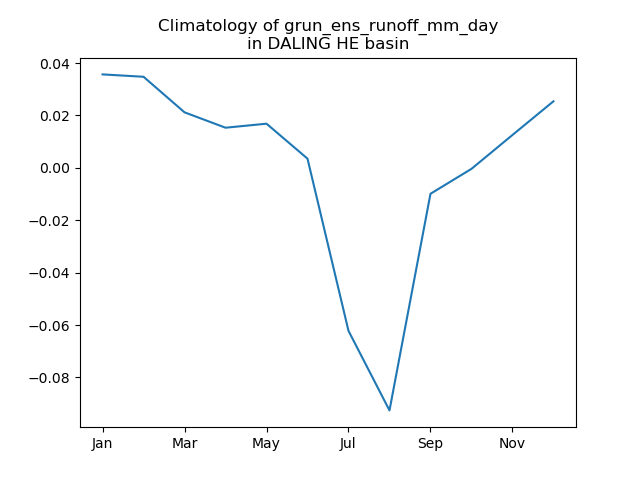 Climatology of grun_ens_runoff_mm_day
in DALING HE basin
0.04
0.02
0.00
−0.02
−0.04
−0.06
−0.08
Jan Mar May Jul Sep Nov